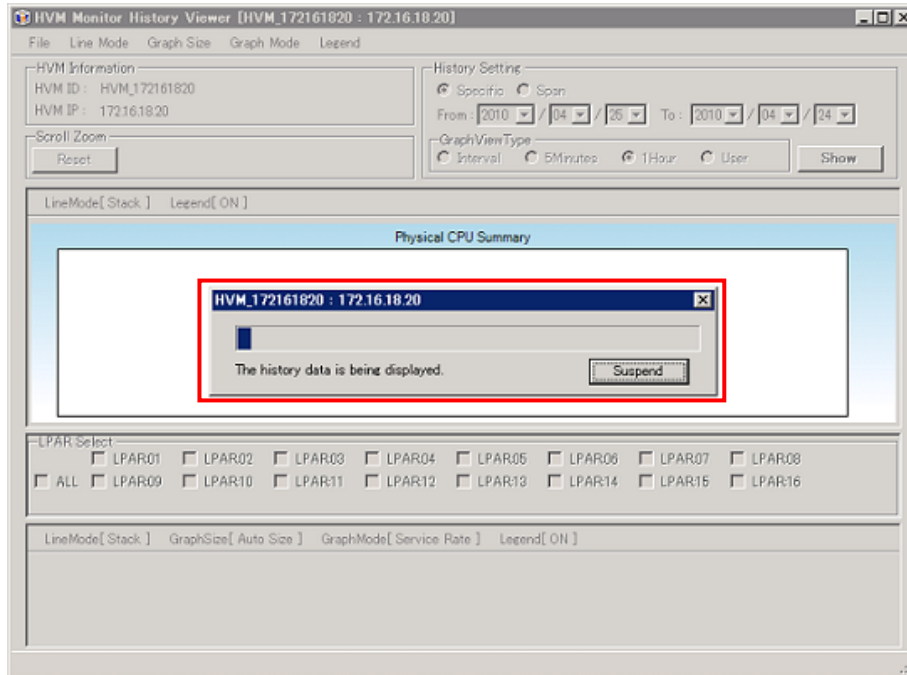 HVM Monitor History Viewer [HVM_172161820 : 172.16.18.20]
File Line Mode Graph Size Graph Mode Legend
HVM Information
HVM ID : HVM_172161820
HVM IP : 172.16.18.20
History Setting
Specific Span
From : 2010 / 04 / 25 To : 2010 / 04 / 24
Scroll Zoom
Reset
GraphViewType
Interval 5Minutes 1Hour User
Show
LineMode[ Stack ] Legend[ ON ]
Physical CPU Summary
HVM_172161820 : 172.16.18.20
The history data is being displayed.
Suspend
LPAR Select
LPAR01 LPAR02 LPAR03 LPAR04 LPAR05 LPAR06 LPAR07 LPAR08
ALL LPAR09 LPAR10 LPAR11 LPAR12 LPAR13 LPAR14 LPAR15 LPAR16
LineMode[ Stack ] GraphSize[ Auto Size ] GraphMode[ Service Rate ] Legend[ ON ]